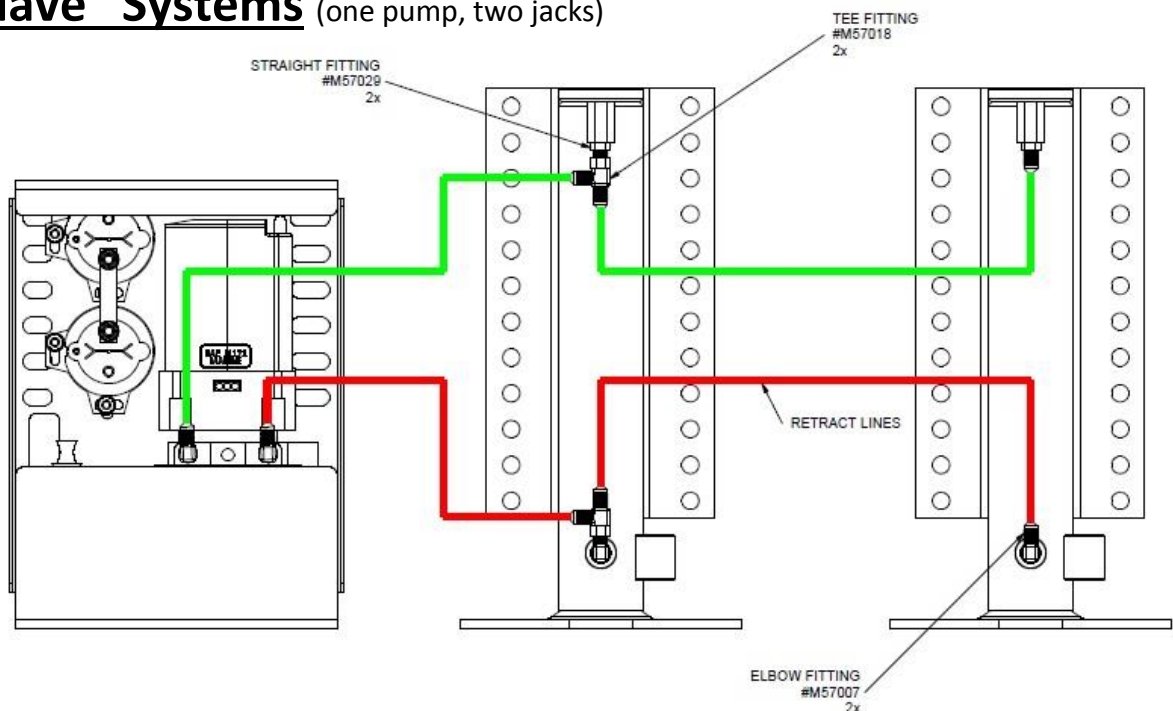 lave" Systems (one pump, two jacks)
TEE FITTING
#M57018
2x
STRAIGHT FITTING
#M57029
2x
RETRACT LINES
ELBOW FITTING
#M57007
2x